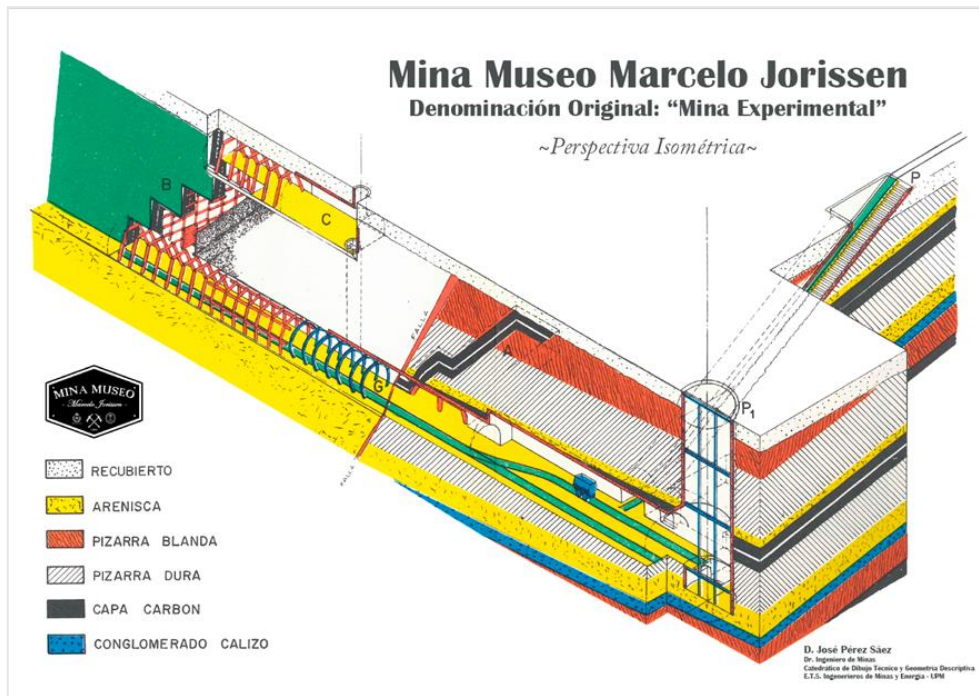 Mina Museo Marcelo Jorissen
Denominación Original: “Mina Experimental”
~Perspectiva Isométrica~
P
B
C
FALLA
A
G
P1
FALLA
MINA MUSEO
Marcelo Jorissen
RECUBIERTO
ARENISCA
PIZARRA BLANDA
PIZARRA DURA
CAPA CARBON
CONGLOMERADO CALIZO
D. José Pérez Sáez
Dr. Ingeniero de Minas
Catedrático de Dibujo Técnico y Geometría Descriptiva
E.T.S. Ingenerieros de Minas y Energía - UPM